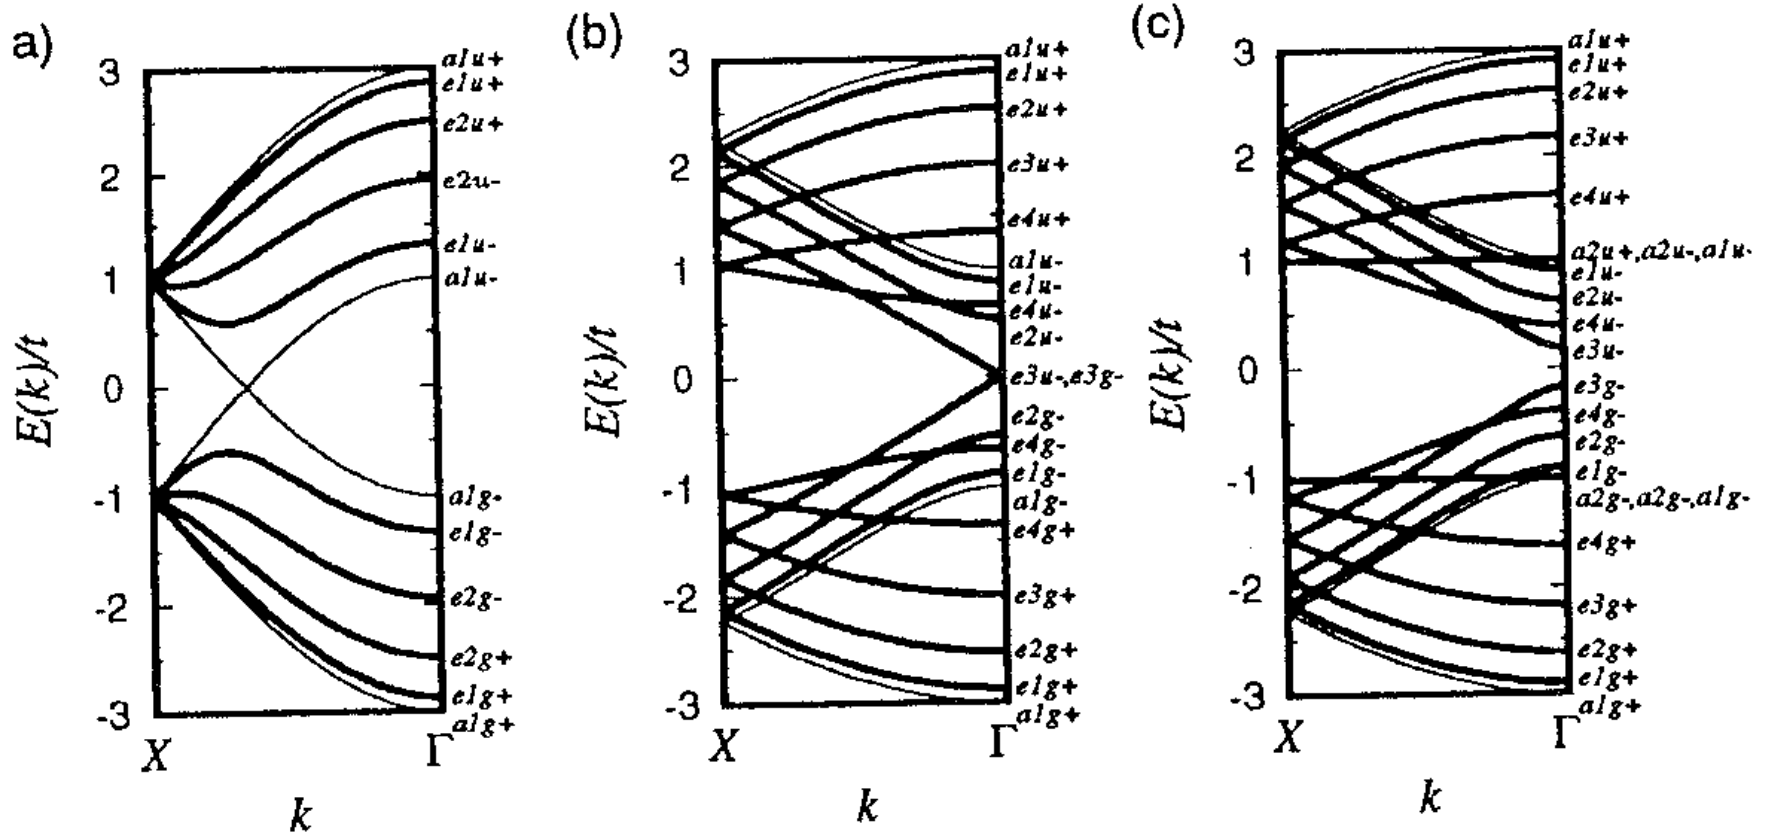 a)
E(k)/t
3
2
1
0
-1
-2
-3
X
Γ
k
a1u+
e1u+
e2u+
e2u-
e1u-
a1u-
a1g-
e1g-
e2g-
e2g+
e1g+
a1g+
(b)
E(k)/t
3
2
1
0
-1
-2
-3
X
Γ
k
a1u+
e1u+
e2u+
e3u+
e4u+
a1u-
e1u-
e4u-
e2u-
e3u-,e3g-
e2g-
e4g-
e1g-
a1g-
e4g+
e3g+
e2g+
e1g+
a1g+
(c)
E(k)/t
3
2
1
0
-1
-2
-3
X
Γ
k
a1u+
e1u+
e2u+
e3u+
e4u+
a2u+,a2u-,a1u-
e1u-
e2u-
e4u-
e3u-
e3g-
e4g-
e2g-
e1g-
a2g-,a2g-,a1g-
e4g+
e3g+
e2g+
e1g+
a1g+